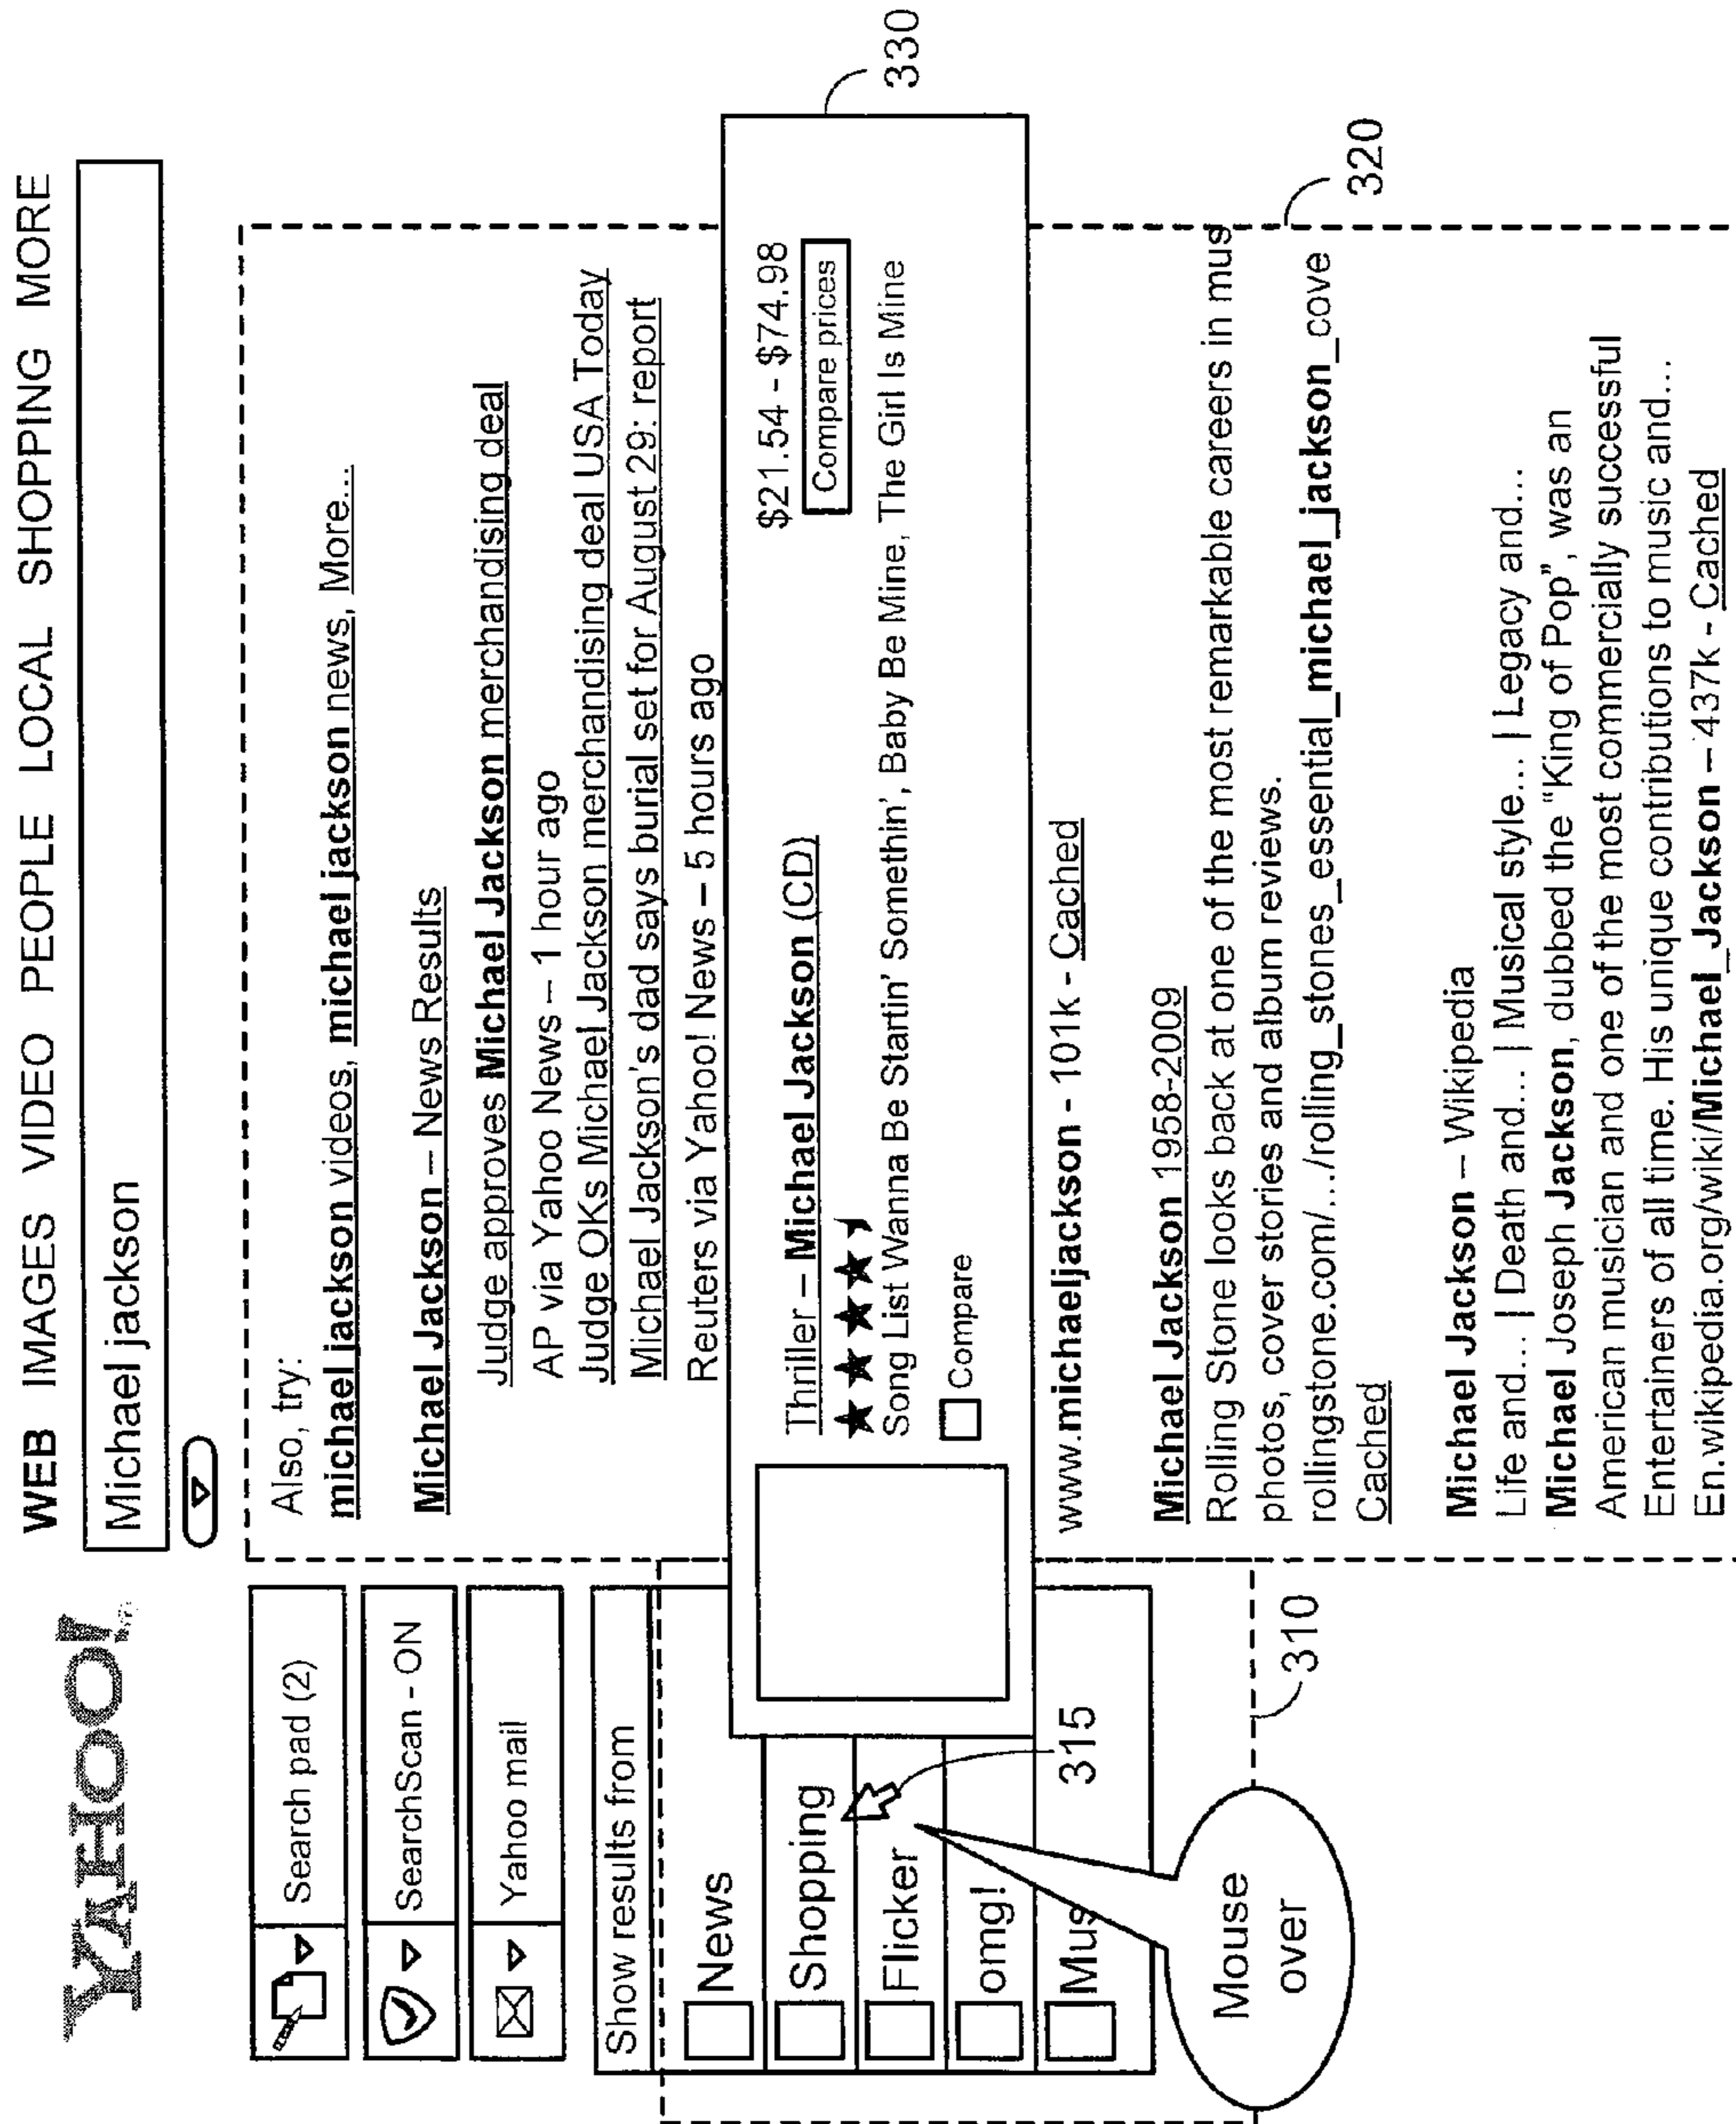 YAHOO!
WEB IMAGES VIDEO PEOPLE LOCAL SHOPPING MORE
Michael jackson
Search pad (2)
SearchScan - ON
Yahoo mail
Show results from
News
Shopping
Flicker
omg!
Mus
315
Mouse over
310
Also, try:
michael jackson videos, michael jackson news, More...
Michael Jackson – News Results
Judge approves Michael Jackson merchandising deal
AP via Yahoo News – 1 hour ago
Judge OKs Michael Jackson merchandising deal USA Today
Michael Jackson's dad says burial set for August 29: report
Reuters via Yahoo! News – 5 hours ago
Thriller – Michael Jackson (CD)
$21.54 - $74.98
Compare prices
Song List Wanna Be Startin' Somethin', Baby Be Mine, The Girl Is Mine
Compare
330
www.michaeljackson - 101k - Cached
Michael Jackson 1958-2009
Rolling Stone looks back at one of the most remarkable careers in mus
photos, cover stories and album reviews.
rollingstone.com/.../rolling_stones_essential_michael_jackson_cove
Cached
320
Michael Jackson – Wikipedia
Life and... | Death and... | Musical style... | Legacy and...
Michael Joseph Jackson, dubbed the “King of Pop”, was an
American musician and one of the most commercially successful
Entertainers of all time. His unique contributions to music and...
En.wikipedia.org/wiki/Michael_Jackson – 437k - Cached